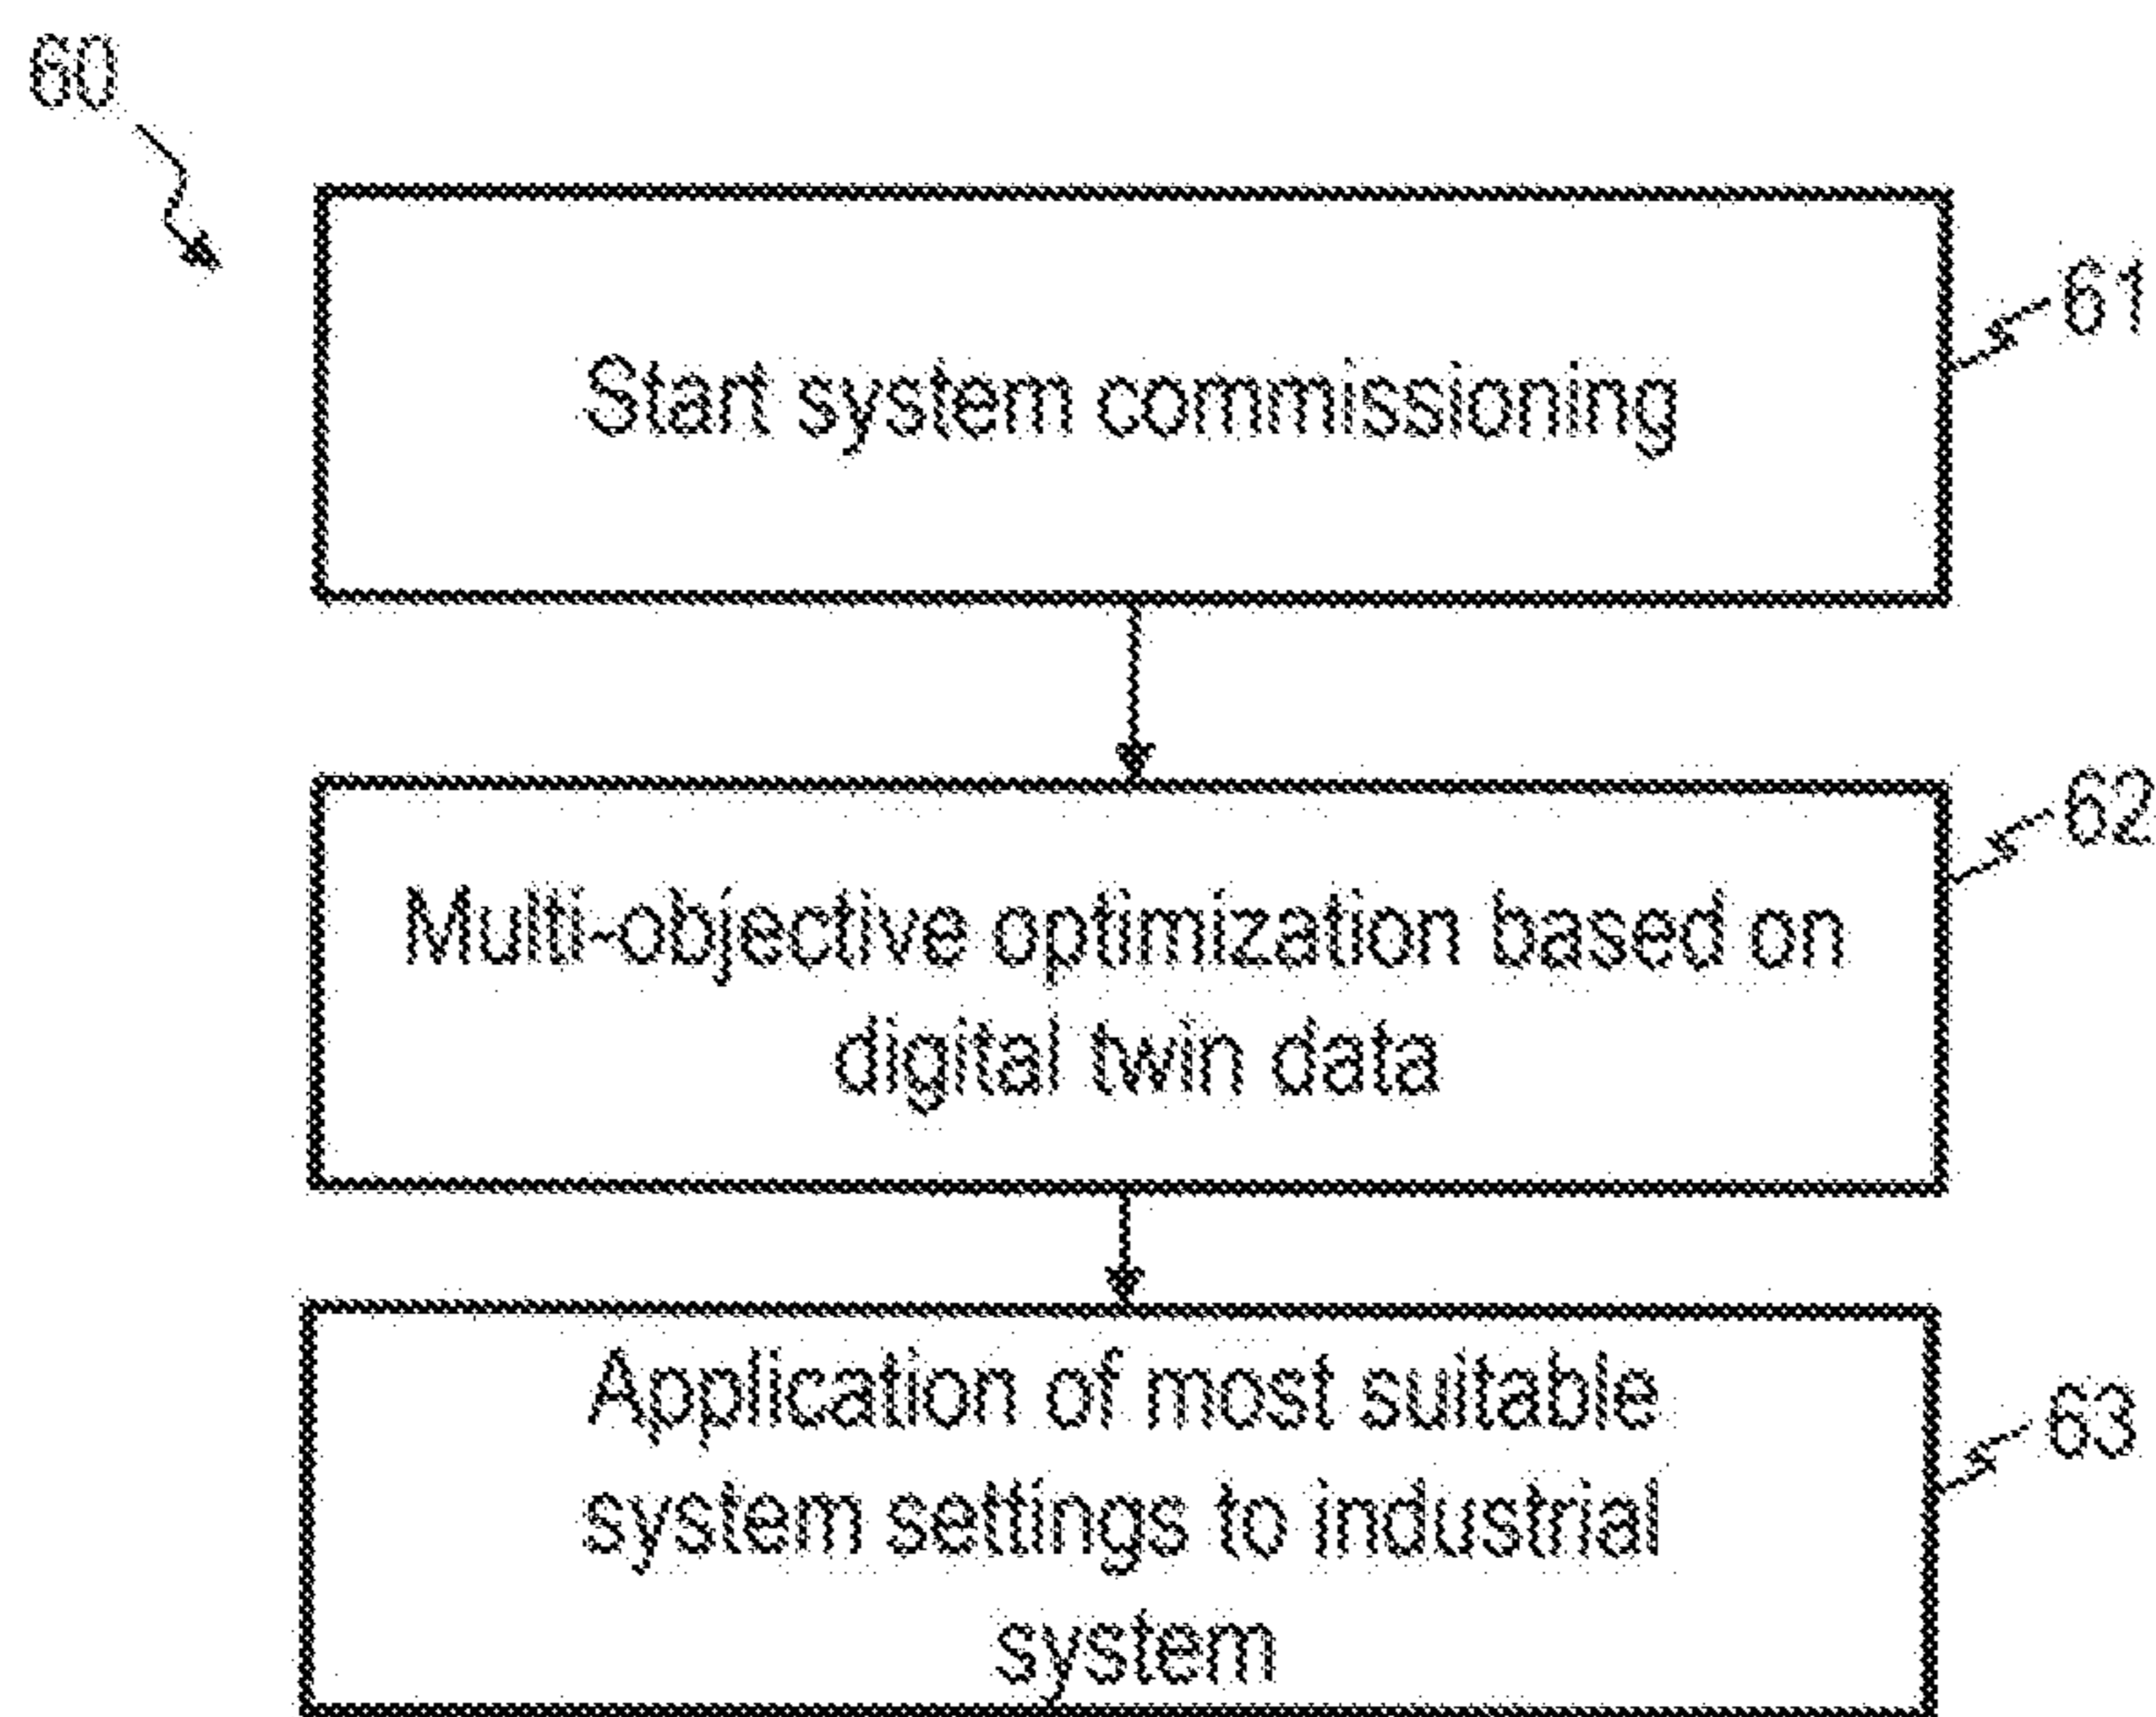 60
Start system commissioning
61
Multi-objective optimization based on
digital twin data
62
Application of most suitable
system settings to industrial
system
63